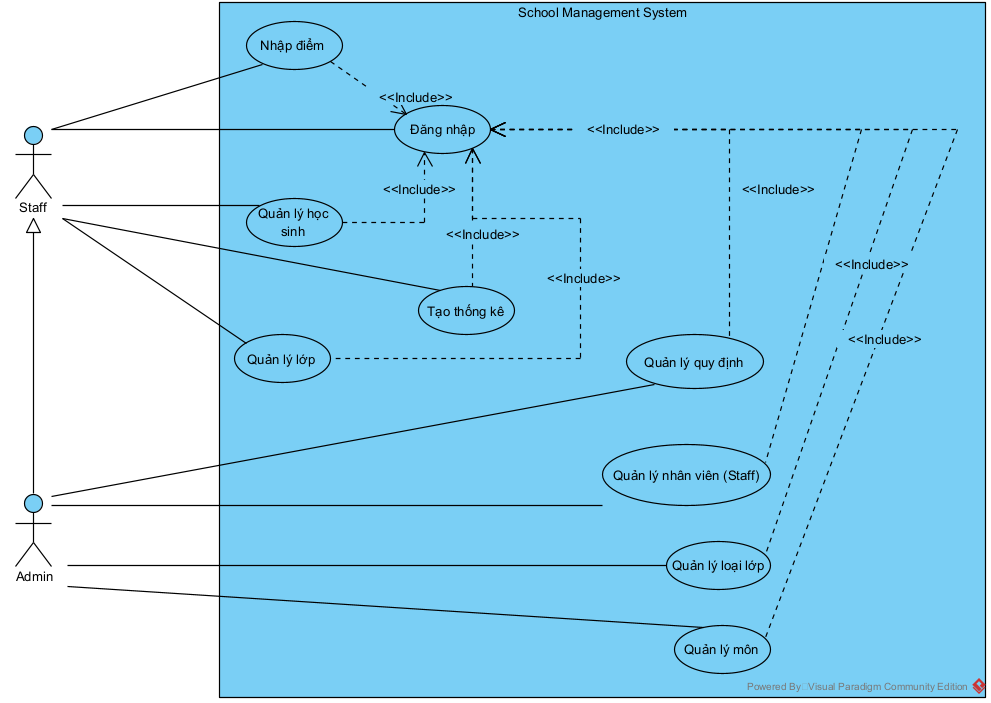 School Management System
Nhập điểm
<<Include>>
Đăng nhập
<<Include>>
<<Include>>
<<Include>>
Staff
Quản lý học
sinh
<<Include>>
<<Include>>
<<Include>>
Tạo thống kê
<<Include>>
Quản lý lớp
Quản lý quy định
Quản lý nhân viên (Staff)
Admin
Quản lý loại lớp
Quản lý môn
Powered By Visual Paradigm Community Edition